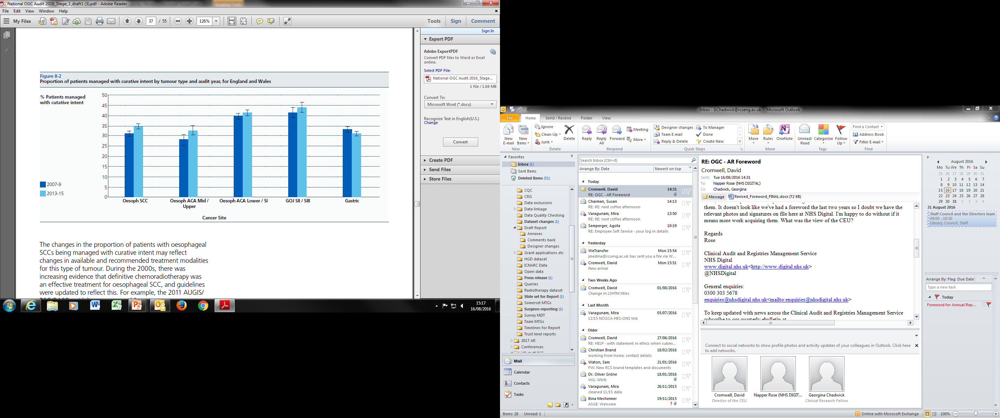 National OGC Audit 2016_Stage_1_draft1 (3).pdf - Adobe Reader
File Edit View Window Help
My Files 37 / 55 126% Tools Sign Comment
Sign In
Export PDF
Adobe ExportPDF
Convert PDF files to Word or Excel
online.
Select PDF File:
National OGC Audit 2016_Stage...
1 file / 1.04 MB
Convert To:
Microsoft Word (*.docx)
Recognize Text in English(U.S.)
Change
Convert
Create PDF
Send Files
Store Files
Figure 8-2
Proportion of patients managed with curative intent by tumour type and audit year, for England and Wales
% Patients managed
with cutative intent
50
45
40
35
30
25
20
15
10
5
0
2007-9
2013-15
Oesoph SCC
Oesoph ACA Mid /
Upper
Oesoph ACA Lower / SI
GOJ SII / SIII
Gastric
Cancer Site
The changes in the proportion of patients with oesophageal
SCCs being managed with curative intent may reflect
changes in available and recommended treatment modalities
for this type of tumour. During the 2000s, there was
increasing evidence that definitive chemoradiotherapy was
an effective treatment for oesophageal SCC, and guidelines
were updated to reflect this. For example, the 2011 AUGIS/
15:17
16/08/2016
Inbox - GChadwick@rcseng.ac.uk - Microsoft Outlook
File Home Send / Receive Folder View
New
E-mail
New
Items
New
Ignore
Clean Up
Junk
Delete
Delete
Reply
Reply
All
Forward
Meeting
More
Respond
Designer changes
Team E-mail
Reply & Delete
To Manager
Done
Create New
Quick Steps
Move
Rules
OneNote
Move
Unread/
Read
Categorize
Follow
Up
Tags
Find a Contact
Address Book
Filter E-mail
Find
Favorites
Inbox (1)
Sent Items
Deleted Items (51)
CQC
CRG
Data exclusions
Data linkage
Data Quality Checking
Dataset changes (1)
Draft Report
Annexes
Comments back
Designer changes
Grant applications etc
HGD dataset
ICNARC Data
Open data
Press release (1)
Queries
Radiotherapy dataset
Slide set for Report (1)
Somerset MTGs
Surgeon reporting (1)
Survey MDT
Team MTGs
Timelines for Report
Trust level reports
2017 AR
Conferences
Mail
Calendar
Contacts
Tasks
Search Inbox (Ctrl+E)
Arrange By: Date Newest on top
Today
Cromwell, David 14:31
RE: OGC - AR Foreword
Charman, Susan 14:13
RE: RE: next coffee afternoon
Varagunam, Mira 13:50
RE: RE: next coffee afternoon
Semperger, Agota 10:19
RE: Employee Self Service - your log in details
Yesterday
WeTransfer Mon 15:54
jmedina@rcseng.ac.uk has sent you a file via W...
Cromwell, David Mon 15:51
New arrival
Two Weeks Ago
Cromwell, David 01/08/2016
Change in LSHTM titles
Last Month
Varagunam, Mira 05/07/2016
12/15 NOGCA-HES-ONS link
Older
Cromwell, David 27/06/2016
RE: HELP - with statement re ethics when submi...
Christian Brand 18/02/2016
working from home; contact details
Waton, Sam 21/01/2016
FW: New RCS brand templates and documents
Dr. Oliver Gröne 18/01/2016
WG: Wtrlt:
Varagunam, Mira 26/11/2015
cleaned 11/15 data
Bina Mesheimer 19/11/2015
ASGE: Welcome
RE: OGC - AR Foreword
Cromwell, David
Sent: Tue 16/08/2016 14:31
To: Napper Rose (NHS DIGITAL)
Cc: Chadwick, Georgina
Message Revised_Foreword_FINAL.docx (72 KB)
them. It doesn't look like we've had a foreword the last two years so I doubt we have the
relevant photos and signatures on file here at NHS Digital. I'm happy to do without if it
means more work acquiring them. What was the view of the CEU?
Regards
Rose
Clinical Audit and Registries Management Service
NHS Digital
www.digital.nhs.uk<http://www.digital.nhs.uk>
@NHSDigital
General enquiries:
0300 303 5678
enquiries@nhsdigital.nhs.uk<mailto:enquiries@nhsdigital.nhs.uk>
To keep updated with news across the Clinical Audit and Registries Management Service
subscribe to our quarterly ebulletin at
Connect to social networks to show profile photos and activity updates of your colleagues in Outlook. Click here
to add networks.
Cromwell, David
Director of the CEU
Napper Rose (NHS DIGIT...
Georgina Chadwick
Clinical Research Fellow
August 2016
Mo Tu We Th Fr Sa Su
25 26 27 28 29 30 31
1 2 3 4 5 6 7
8 9 10 11 12 13 14
15 16 17 18 19 20 21
22 23 24 25 26 27 28
29 30 31 1 2 3 4
31 August 2016
Staff Council and the Directors team
09:00 - 10:30
Library; Council, Staff
Arrange By: Flag: Due Date
Type a new task
Today
Foreword for Annual Rep...
Items: 28 Unread: 1
Online with Microsoft Exchange
100%